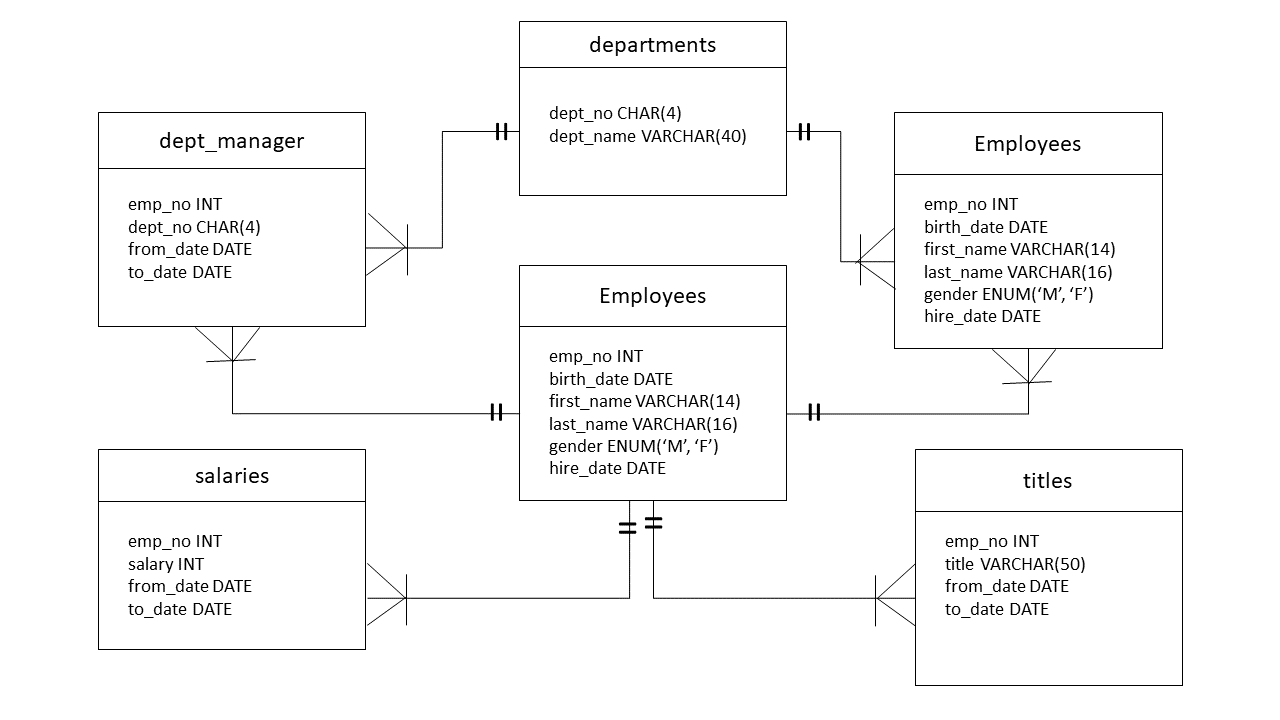 departments
dept_no CHAR(4)
dept_name VARCHAR(40)
dept_manager
emp_no INT
dept_no CHAR(4)
from_date DATE
to_date DATE
Employees
emp_no INT
birth_date DATE
first_name VARCHAR(14)
last_name VARCHAR(16)
gender ENUM(‘M’, ‘F’)
hire_date DATE
Employees
emp_no INT
birth_date DATE
first_name VARCHAR(14)
last_name VARCHAR(16)
gender ENUM(‘M’, ‘F’)
hire_date DATE
salaries
emp_no INT
salary INT
from_date DATE
to_date DATE
titles
emp_no INT
title VARCHAR(50)
from_date DATE
to_date DATE